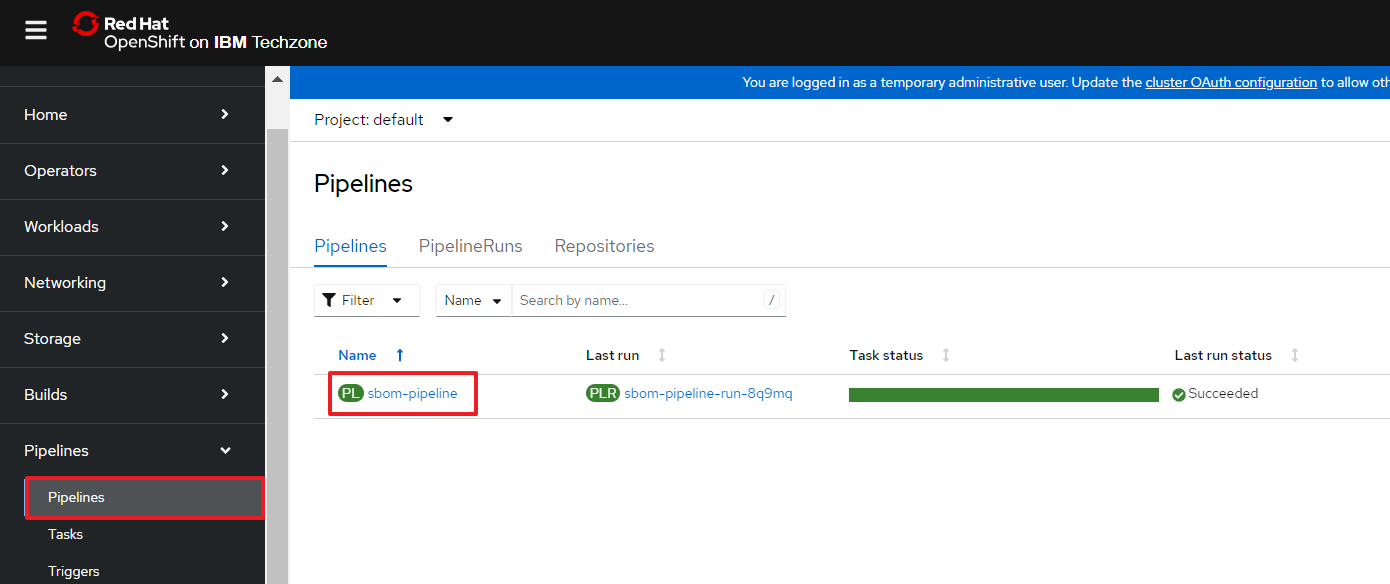 Red Hat
OpenShift on IBM Techzone
You are logged in as a temporary administrative user. Update the cluster OAuth configuration to allow oth
Home
Operators
Workloads
Networking
Storage
Builds
Pipelines
Pipelines
Tasks
Triggers
Project: default
Pipelines
Pipelines PipelineRuns Repositories
Filter Name Search by name... /
Name Last run Task status Last run status
PL sbom-pipeline PLR sbom-pipeline-run-8q9mq Succeeded